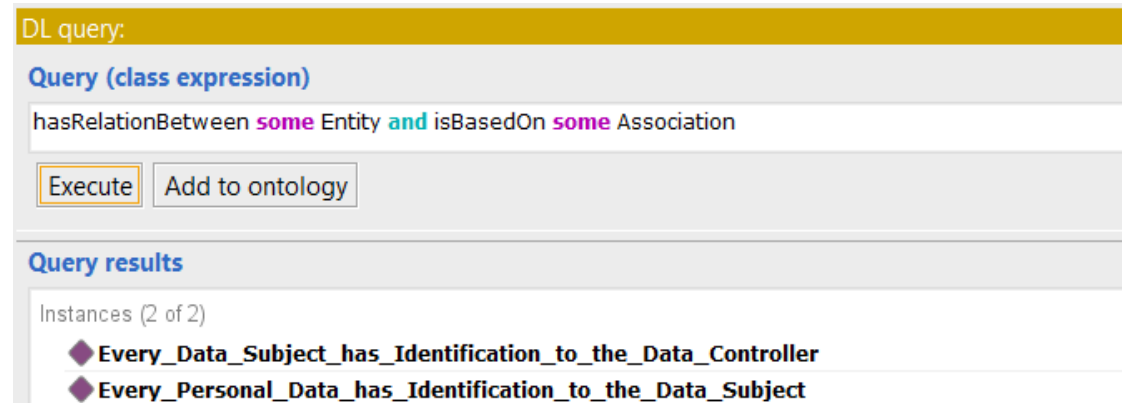 DL query:
Query (class expression)
hasRelationBetween some Entity and isBasedOn some Association
Execute Add to ontology
Query results
Instances (2 of 2)
Every_Data_Subject_has_Identification_to_the_Data_Controller
Every_Personal_Data_has_Identification_to_the_Data_Subject